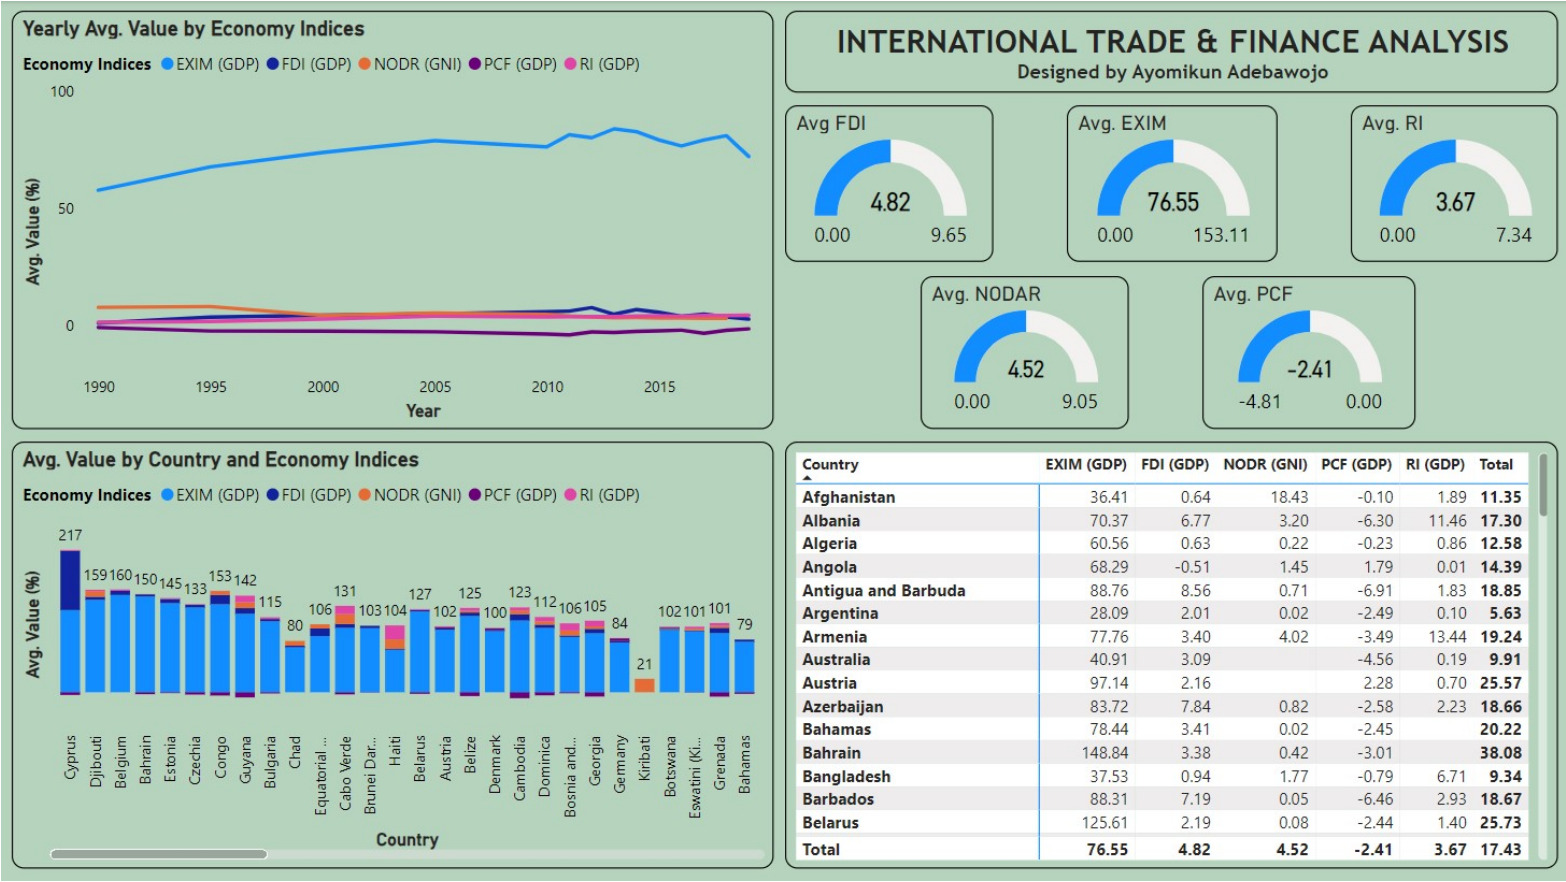 Yearly Avg. Value by Economy Indices
Economy Indices EXIM (GDP) FDI (GDP) NODR (GNI) PCF (GDP) RI (GDP)
100
50
0
Avg. Value (%)
1990 1995 2000 2005 2010 2015
Year
INTERNATIONAL TRADE & FINANCE ANALYSIS
Designed by Ayomikun Adebawojo
Avg FDI
4.82
0.00 9.65
Avg. EXIM
76.55
0.00 153.11
Avg. RI
3.67
0.00 7.34
Avg. NODAR
4.52
0.00 9.05
Avg. PCF
-2.41
-4.81 0.00
Avg. Value by Country and Economy Indices
Economy Indices EXIM (GDP) FDI (GDP) NODR (GNI) PCF (GDP) RI (GDP)
Avg. Value (%)
217 159 160 150 145 133 153 142 115 80 106 131 103 104 127 102 125 100 123 112 106 105 84 21 102 101 101 79
Cyprus
Djibouti
Belgium
Bahrain
Estonia
Czechia
Congo
Guyana
Bulgaria
Chad
Equatorial ...
Cabo Verde
Brunei Dar...
Haiti
Belarus
Austria
Belize
Denmark
Cambodia
Dominica
Bosnia and...
Georgia
Germany
Kiribati
Botswana
Eswatini (Ki...
Grenada
Bahamas
Country
Country EXIM (GDP) FDI (GDP) NODR (GNI) PCF (GDP) RI (GDP) Total
Afghanistan 36.41 0.64 18.43 -0.10 1.89 11.35
Albania 70.37 6.77 3.20 -6.30 11.46 17.30
Algeria 60.56 0.63 0.22 -0.23 0.86 12.58
Angola 68.29 -0.51 1.45 1.79 0.01 14.39
Antigua and Barbuda 88.76 8.56 0.71 -6.91 1.83 18.85
Argentina 28.09 2.01 0.02 -2.49 0.10 5.63
Armenia 77.76 3.40 4.02 -3.49 13.44 19.24
Australia 40.91 3.09 -4.56 0.19 9.91
Austria 97.14 2.16 2.28 0.70 25.57
Azerbaijan 83.72 7.84 0.82 -2.58 2.23 18.66
Bahamas 78.44 3.41 0.02 -2.45 20.22
Bahrain 148.84 3.38 0.42 -3.01 38.08
Bangladesh 37.53 0.94 1.77 -0.79 6.71 9.34
Barbados 88.31 7.19 0.05 -6.46 2.93 18.67
Belarus 125.61 2.19 0.08 -2.44 1.40 25.73
Total 76.55 4.82 4.52 -2.41 3.67 17.43